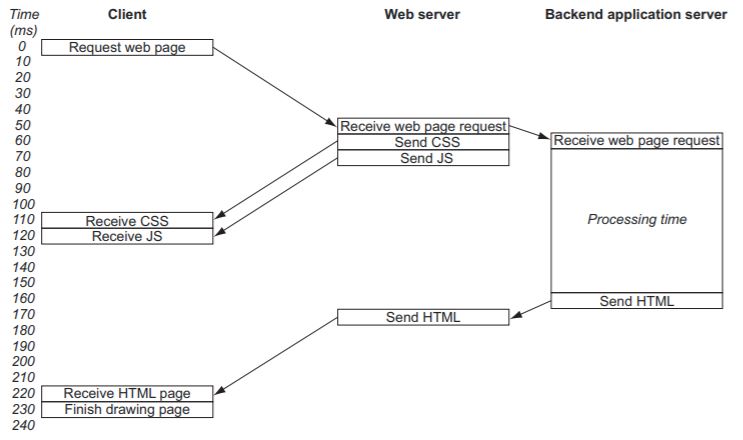 Time Client Web server Backend application server
(ms)
0 Request web page
10
20
30
40
50 Receive web page request
60 Send CSS Receive web page request
70 Send JS
80
90
100
110 Receive CSS Processing time
120 Receive JS
130
140
150
160 Send HTML
170 Send HTML
180
190
200
210
220 Receive HTML page
230 Finish drawing page
240